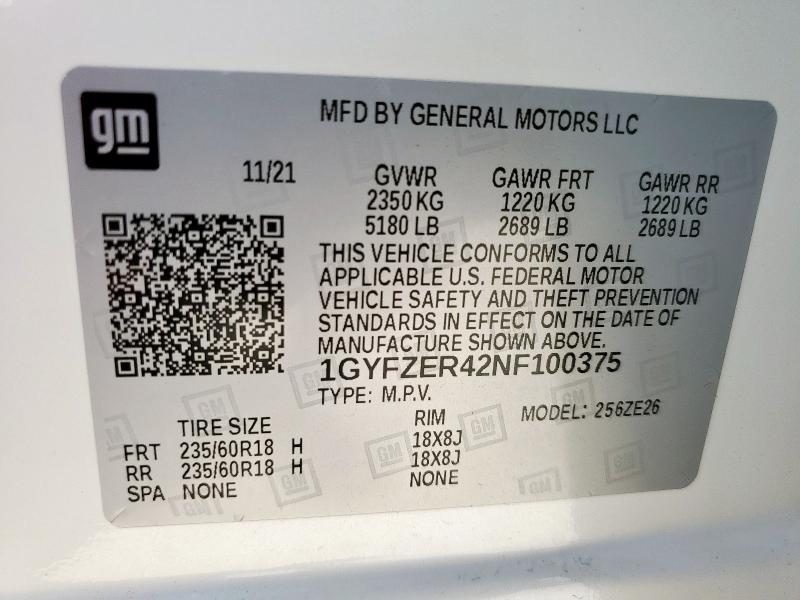 gm
MFD BY GENERAL MOTORS LLC
11/21 GVWR GAWR FRT GAWR RR
2350 KG 1220 KG 1220 KG
5180 LB 2689 LB 2689 LB
THIS VEHICLE CONFORMS TO ALL
APPLICABLE U.S. FEDERAL MOTOR
VEHICLE SAFETY AND THEFT PREVENTION
STANDARDS IN EFFECT ON THE DATE OF
MANUFACTURE SHOWN ABOVE.
1GYFZER42NF100375
TYPE: M.P.V.
MODEL: 256ZE26
TIRE SIZE RIM
FRT 235/60R18 H 18X8J
RR 235/60R18 H 18X8J
SPA NONE NONE